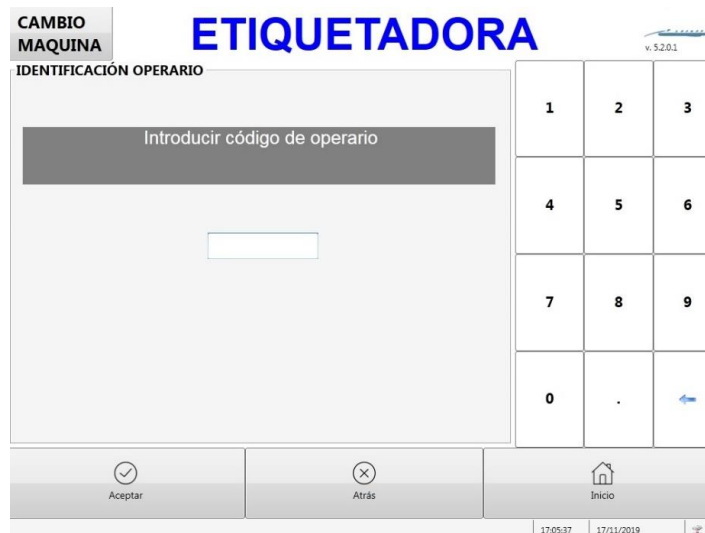 CAMBIO
MAQUINA
ETIQUETADORA
v. 5.2.0.1
IDENTIFICACIÓN OPERARIO
Introducir código de operario
1 2 3
4 5 6
7 8 9
0 .
Aceptar
Atrás
Inicio
17:05:37 17/11/2019